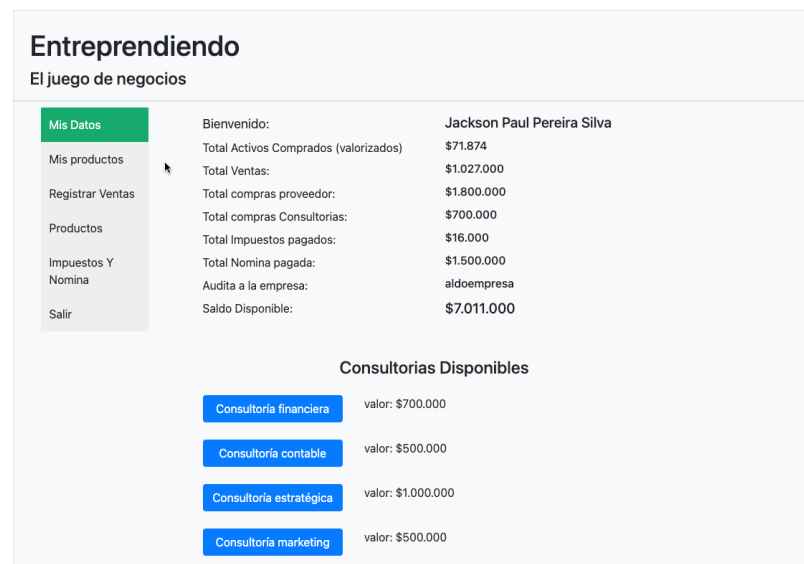 Entreprendiendo
El juego de negocios
Mis Datos
Mis productos
Registrar Ventas
Productos
Impuestos Y
Nomina
Salir
Bienvenido: Jackson Paul Pereira Silva
Total Activos Comprados (valorizados) $71.874
Total Ventas: $1.027.000
Total compras proveedor: $1.800.000
Total compras Consultorias: $700.000
Total Impuestos pagados: $16.000
Total Nomina pagada: $1.500.000
Audita a la empresa: aldoempresa
Saldo Disponible: $7.011.000
Consultorias Disponibles
Consultoría financiera valor: $700.000
Consultoría contable valor: $500.000
Consultoría estratégica valor: $1.000.000
Consultoría marketing valor: $500.000